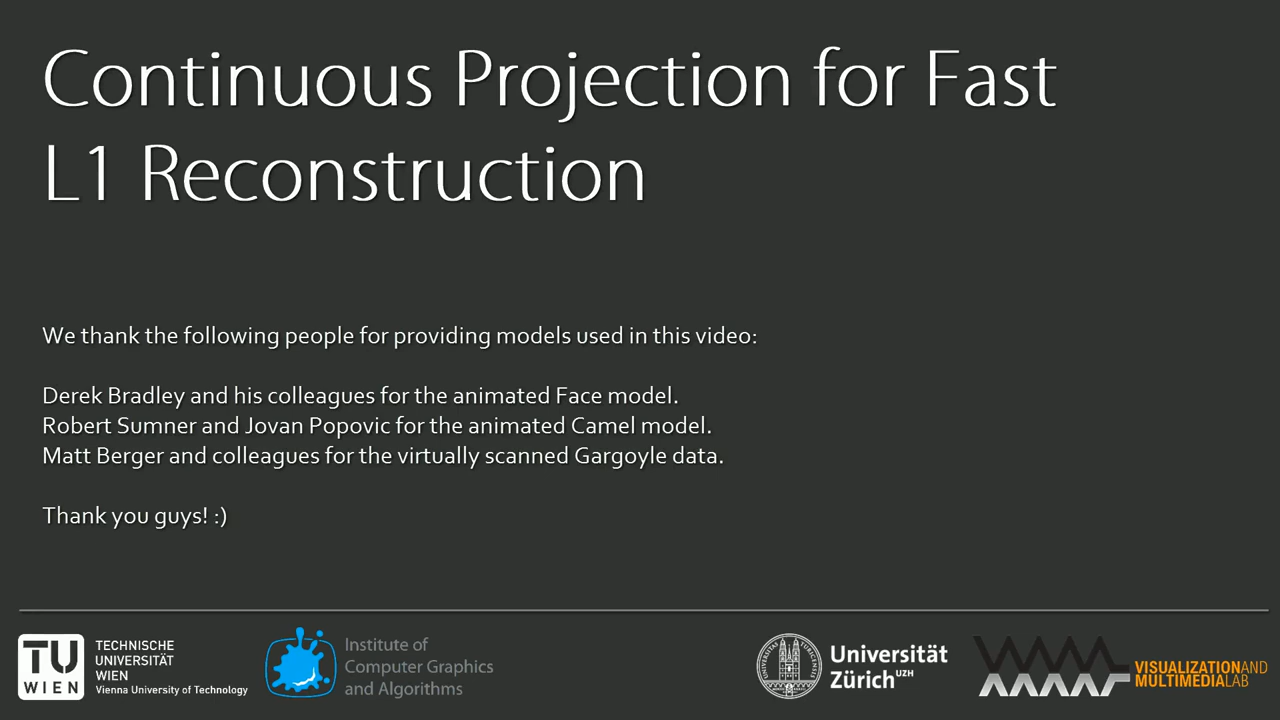 Continuous Projection for Fast
L1 Reconstruction
We thank the following people for providing models used in this video:
Derek Bradley and his colleagues for the animated Face model.
Robert Sumner and Jovan Popovic for the animated Camel model.
Matt Berger and colleagues for the virtually scanned Gargoyle data.
Thank you guys! :)
TU
WIEN
TECHNISCHE
UNIVERSITÄT
WIEN
Vienna University of Technology
Institute of
Computer Graphics
and Algorithms
Universität
Zürich UZH
VISUALIZATIONAND
MULTIMEDIALAB